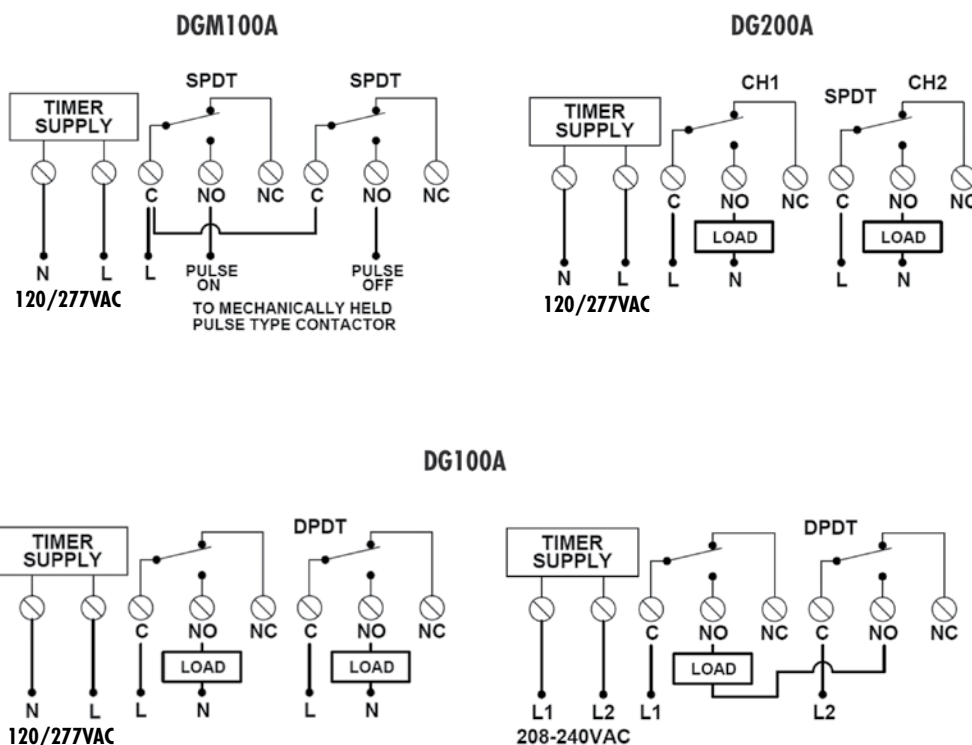 DGM100A
SPDT SPDT
TIMER SUPPLY
C NO NC C NO NC
N L L PULSE ON PULSE OFF
120/277VAC
TO MECHANICALLY HELD
PULSE TYPE CONTACTOR
DG200A
CH1 SPDT CH2
TIMER SUPPLY
C NO NC C NO NC
LOAD LOAD
N L L N L N
120/277VAC
DG100A
DPDT
TIMER SUPPLY
C NO NC C NO NC
LOAD LOAD
N L L N L N
120/277VAC
DPDT
TIMER SUPPLY
C NO NC C NO NC
LOAD
L1 L2 L1 L2
208-240VAC